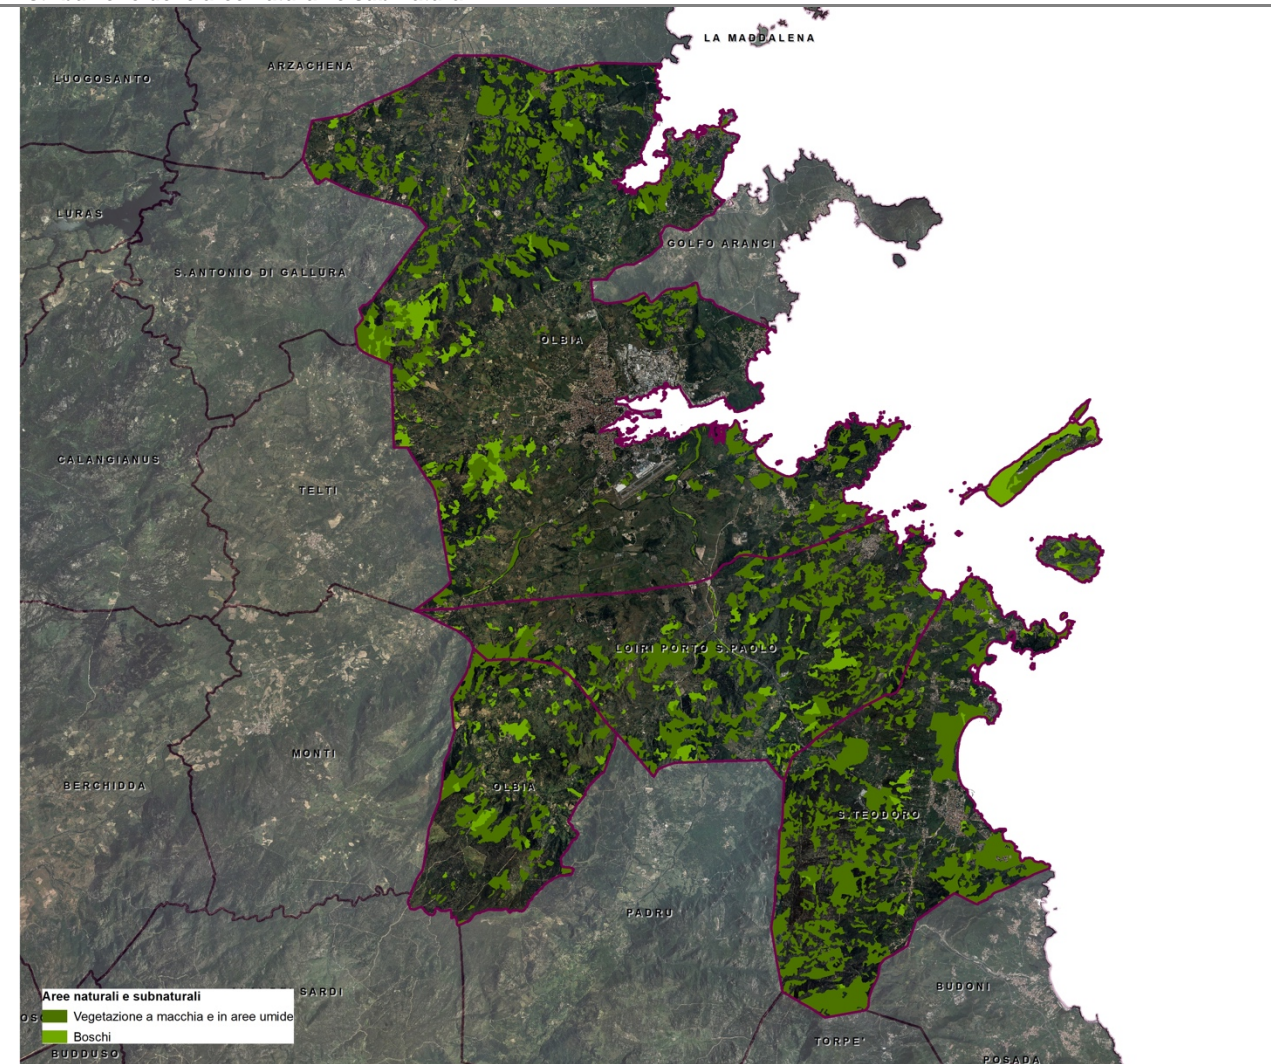 LA MADDALENA
ARZACHENA
LUOGOSANTO
LURAS
GOLFO ARANCI
S.ANTONIO DI GALLURA
OLBIA
CALANGIANUS
TELTI
LOIRI PORTO S.PAOLO
MONTI
BERCHIDDA
OLBIA
S.TEODORO
PADRU
BUDONI
SARDI
TORPE'
POSADA
BUDDUSO'
Aree naturali e subnaturali
Vegetazione a macchia e in aree umide
Boschi